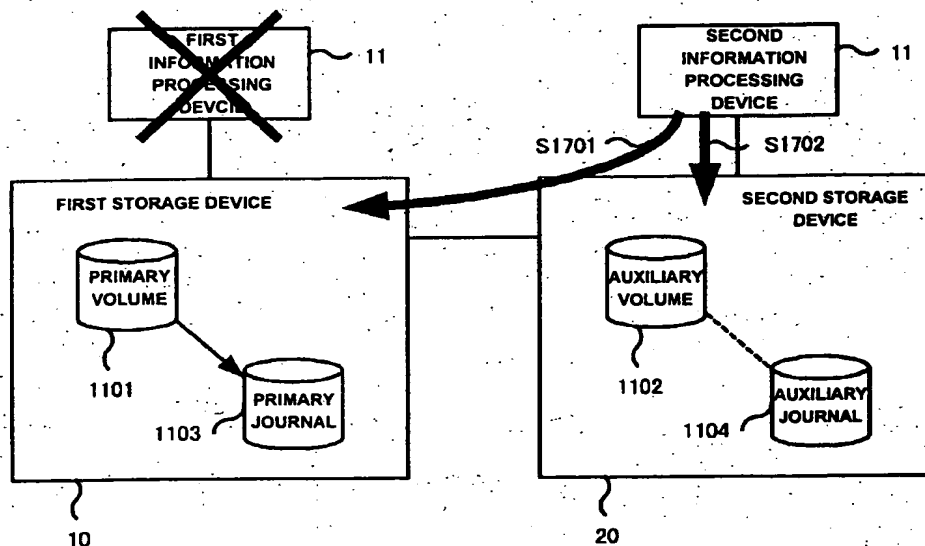 FIRST
INFORMATION
PROCESSING
DEVCIE
11
SECOND
INFORMATION
PROCESSING
DEVICE
11
S1701
S1702
FIRST STORAGE DEVICE
PRIMARY
VOLUME
1101
PRIMARY
JOURNAL
1103
10
SECOND STORAGE
DEVICE
AUXILIARY
VOLUME
1102
AUXILIARY
JOURNAL
1104
20